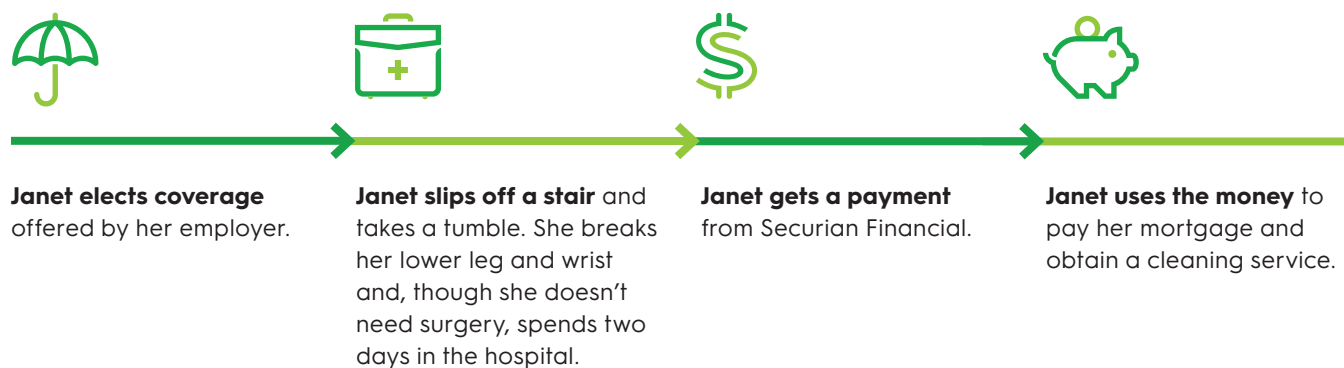 Janet elects coverage
offered by her employer.
Janet slips off a stair and
takes a tumble. She breaks
her lower leg and wrist
and, though she doesn’t
need surgery, spends two
days in the hospital.
Janet gets a payment
from Securian Financial.
Janet uses the money to
pay her mortgage and
obtain a cleaning service.